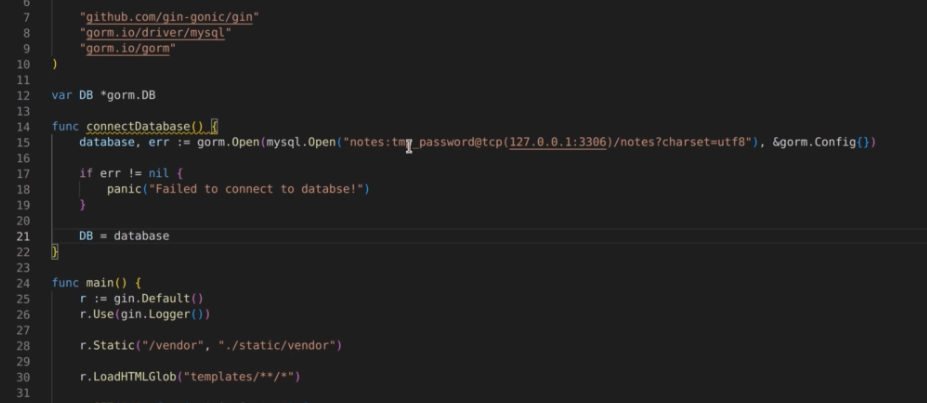 6
7 "github.com/gin-gonic/gin"
8 "gorm.io/driver/mysql"
9 "gorm.io/gorm"
10 )
11
12 var DB *gorm.DB
13
14 func connectDatabase() {
15 database, err := gorm.Open(mysql.Open("notes:tmp_password@tcp(127.0.0.1:3306)/notes?charset=utf8"), &gorm.Config{})
16
17 if err != nil {
18 panic("Failed to connect to databse!")
19 }
20
21 DB = database
22 }
23
24 func main() {
25 r := gin.Default()
26 r.Use(gin.Logger())
27
28 r.Static("/vendor", "./static/vendor")
29
30 r.LoadHTMLGlob("templates/**/*")
31